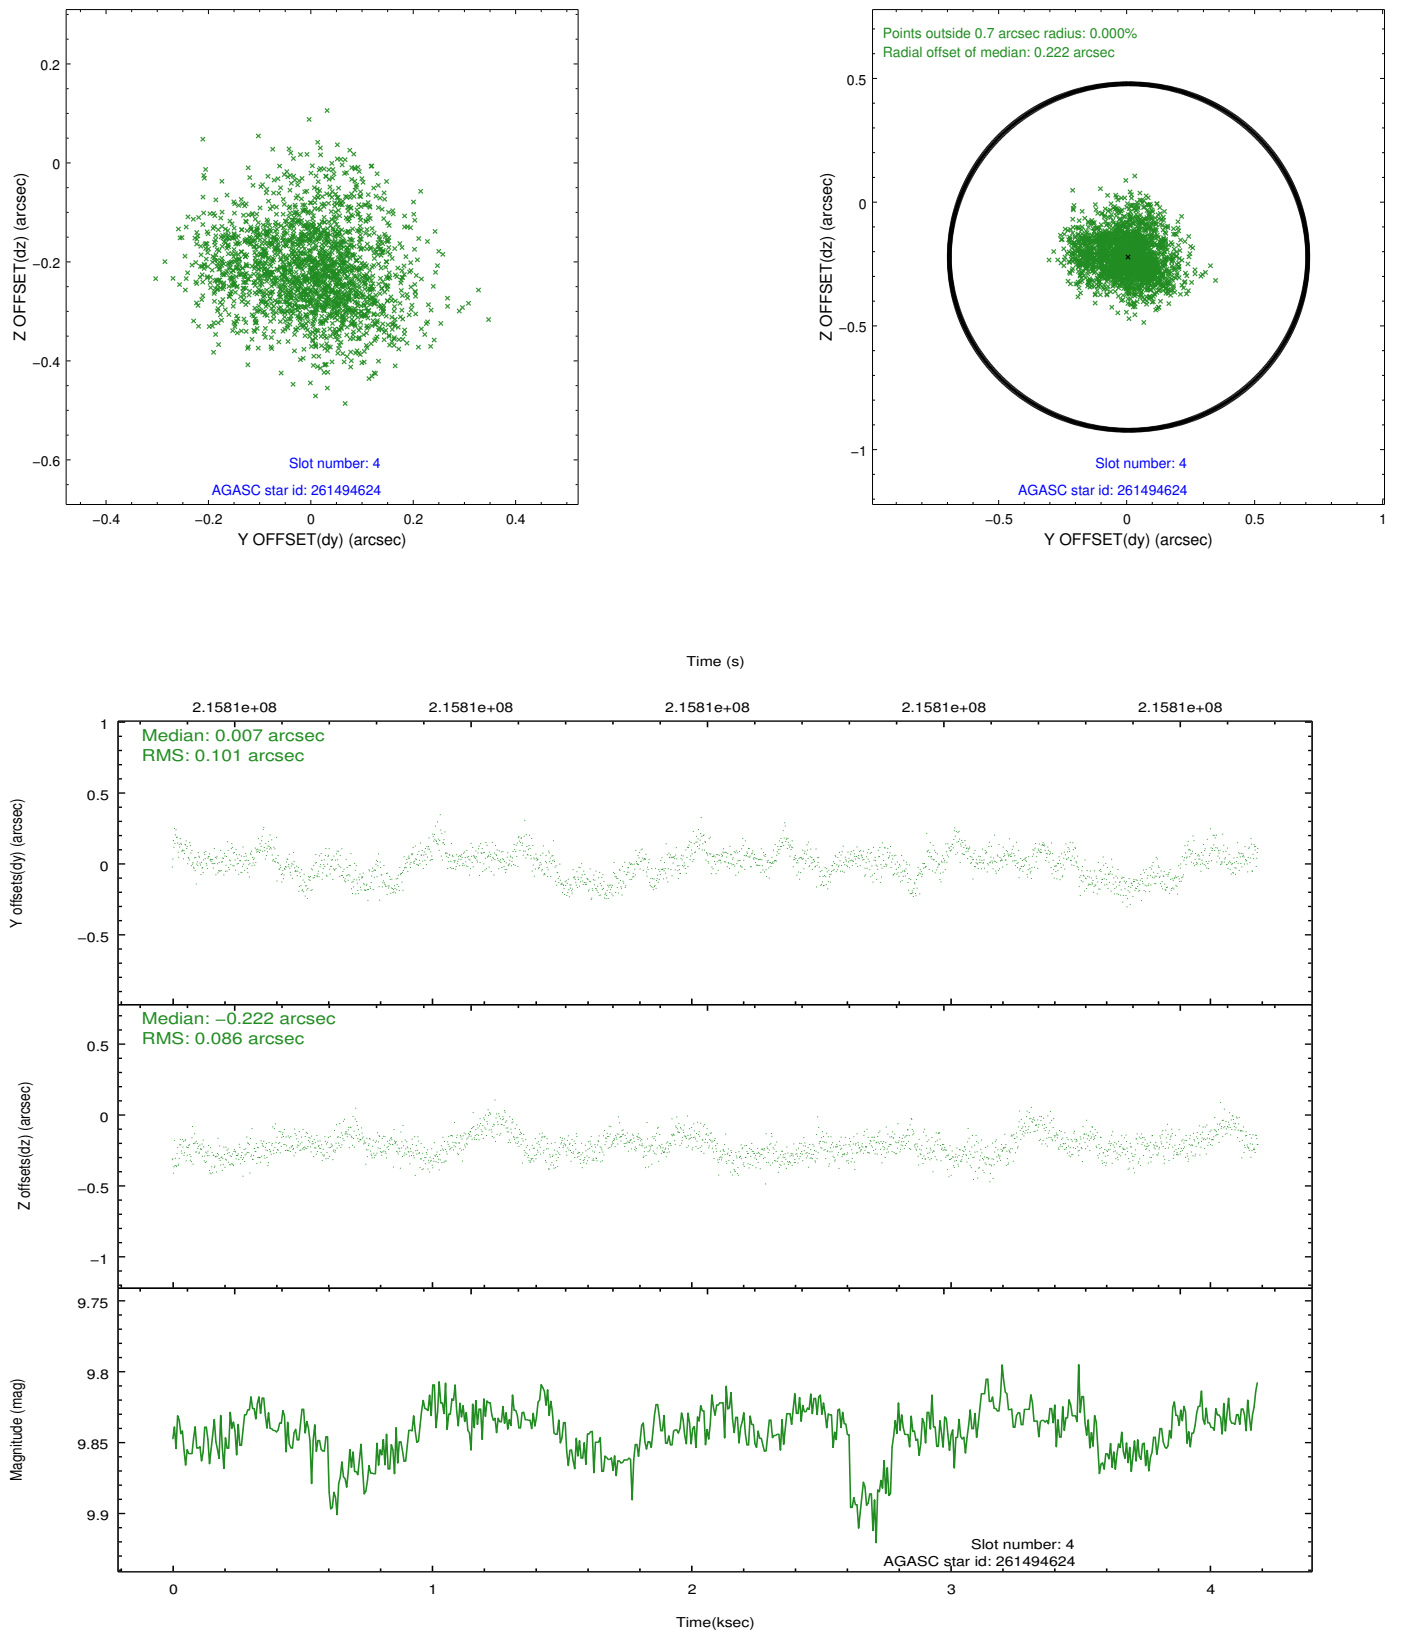 0.2
0
−0.2
−0.4
−0.6
Z OFFSET(dz) (arcsec)
Slot number: 4
AGASC star id: 261494624
−0.4 −0.2 0 0.2 0.4
Y OFFSET(dy) (arcsec)
Points outside 0.7 arcsec radius: 0.000%
Radial offset of median: 0.222 arcsec
0.5
0
−0.5
−1
Z OFFSET(dz) (arcsec)
Slot number: 4
AGASC star id: 261494624
−0.5 0 0.5 1
Y OFFSET(dy) (arcsec)
Time (s)
2.1581e+08 2.1581e+08 2.1581e+08 2.1581e+08 2.1581e+08
Median: 0.007 arcsec
RMS: 0.101 arcsec
1
0.5
0
−0.5
Y offsets(dy) (arcsec)
Median: −0.222 arcsec
RMS: 0.086 arcsec
0.5
0
−0.5
−1
Z offsets(dz) (arcsec)
9.75
9.8
9.85
9.9
Magnitude (mag)
Slot number: 4
AGASC star id: 261494624
0 1 2 3 4
Time(ksec)